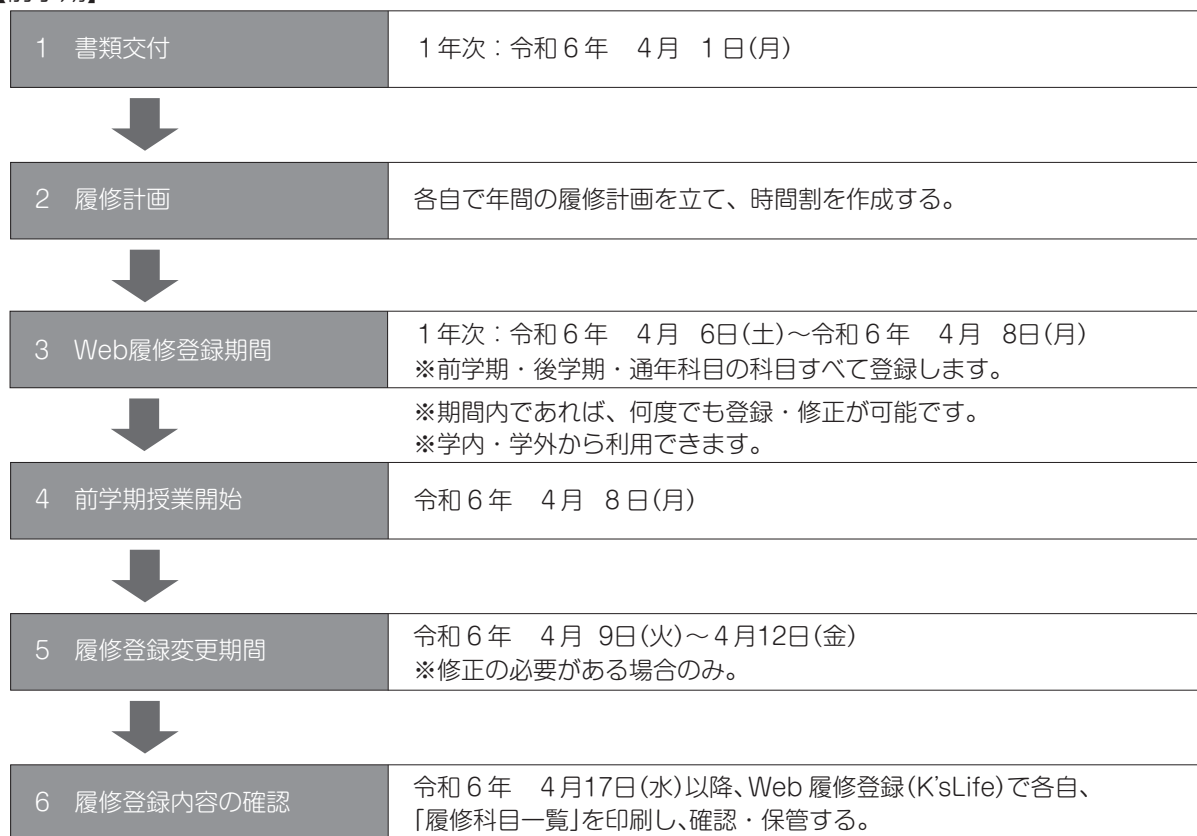 1 書類交付
1年次:令和6年 4月 1日(月)
2 履修計画
各自で年間の履修計画を立て、時間割を作成する。
3 Web履修登録期間
1年次:令和6年 4月 6日(土)~令和6年 4月 8日(月)
※前学期・後学期・通年科目の科目すべて登録します。
※期間内であれば、何度でも登録・修正が可能です。
※学内・学外から利用できます。
4 前学期授業開始
令和6年 4月 8日(月)
5 履修登録変更期間
令和6年 4月 9日(火)~4月12日(金)
※修正の必要がある場合のみ。
6 履修登録内容の確認
令和6年 4月17日(水)以降、Web 履修登録(K'sLife)で各自、
「履修科目一覧」を印刷し、確認・保管する。